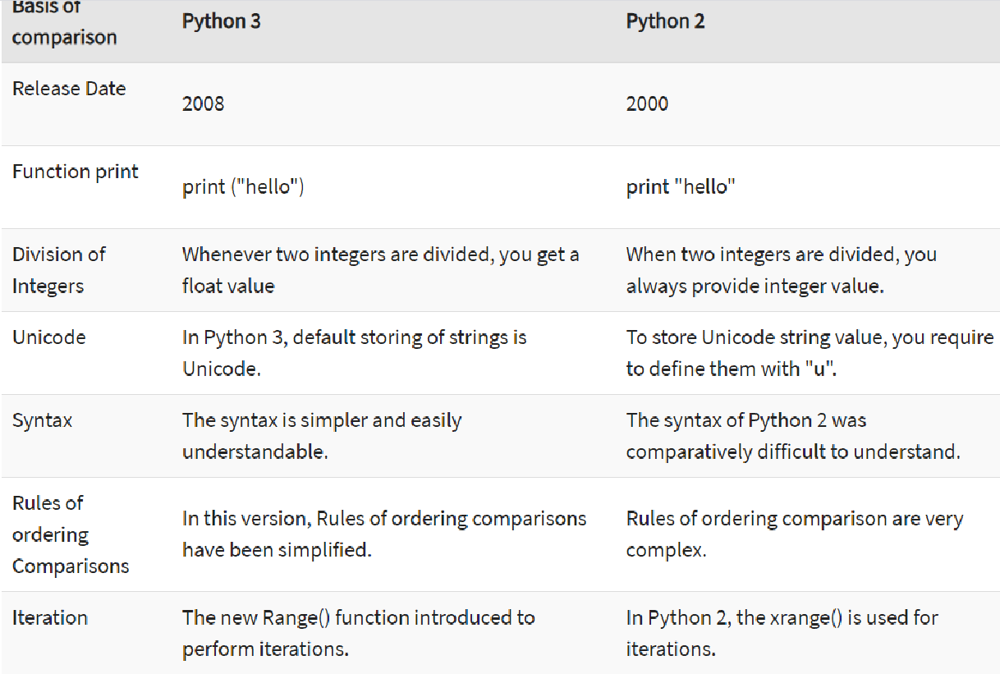 Basis of
comparison
Python 3
Python 2
Release Date
2008
2000
Function print
print ("hello")
print "hello"
Division of
Integers
Whenever two integers are divided, you get a
float value
When two integers are divided, you
always provide integer value.
Unicode
In Python 3, default storing of strings is
Unicode.
To store Unicode string value, you require
to define them with "u".
Syntax
The syntax is simpler and easily
understandable.
The syntax of Python 2 was
comparatively difficult to understand.
Rules of
ordering
Comparisons
In this version, Rules of ordering comparisons
have been simplified.
Rules of ordering comparison are very
complex.
Iteration
The new Range() function introduced to
perform iterations.
In Python 2, the xrange() is used for
iterations.